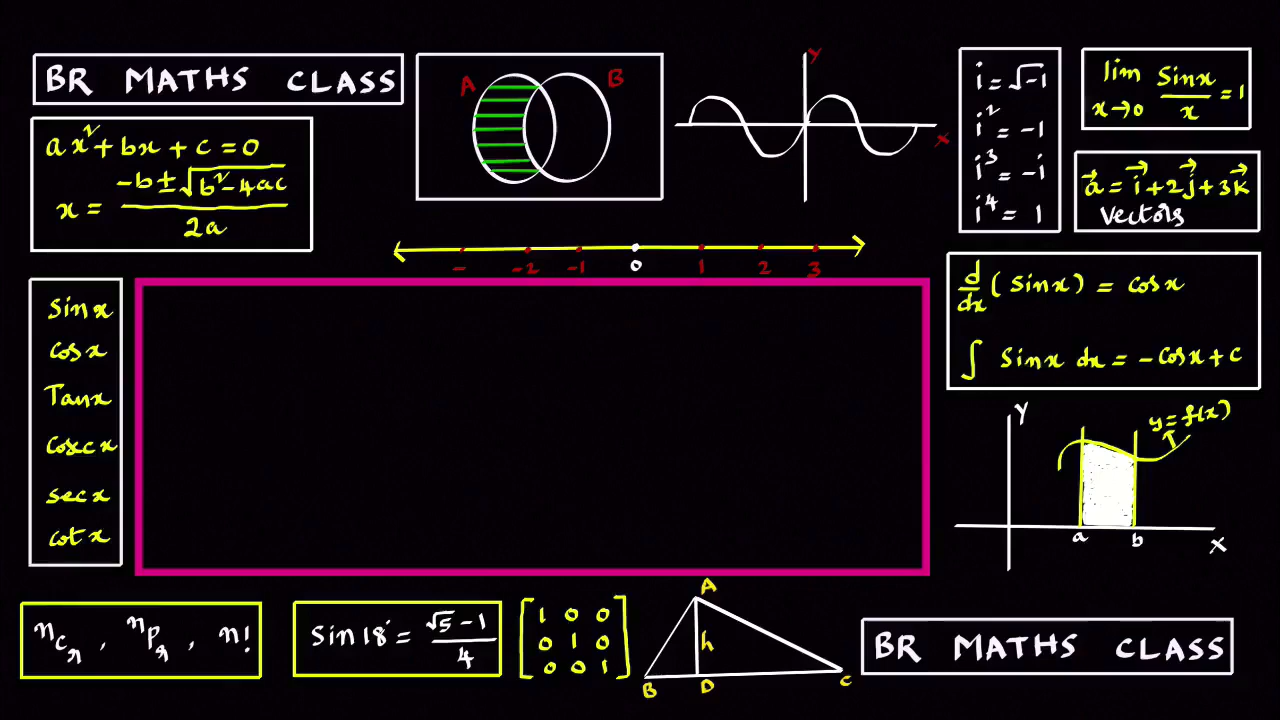 BR MATHS CLASS
ax² + bx + c = 0
x = (-b ± √(b² - 4ac)) / 2a
A B
Y
X
i = √-1
i² = -1
i³ = -i
i⁴ = 1
lim x→0 Sinx/x = 1
a⃗ = i⃗ + 2j⃗ + 3k⃗
Vectors
- -2 -1 0 1 2 3
Sinx
Cosx
Tanx
Cosecx
secx
cotx
d/dx (Sinx) = Cosx
∫ Sinx dx = -Cosx + c
Y
y = f(x)
a b
X
nCr , nPr , n!
Sin18° = (√5 - 1)/4
1 0 0
0 1 0
0 0 1
A
h
B D C
BR MATHS CLASS